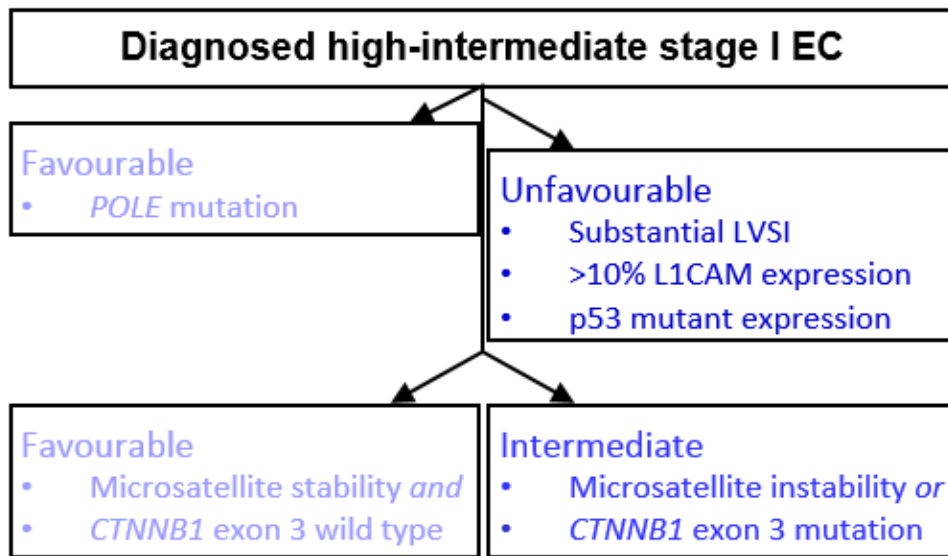 Diagnosed high-intermediate stage I EC
Favourable
• POLE mutation
Unfavourable
• Substantial LVSI
• >10% L1CAM expression
• p53 mutant expression
Favourable
• Microsatellite stability and
• CTNNB1 exon 3 wild type
Intermediate
• Microsatellite instability or
• CTNNB1 exon 3 mutation